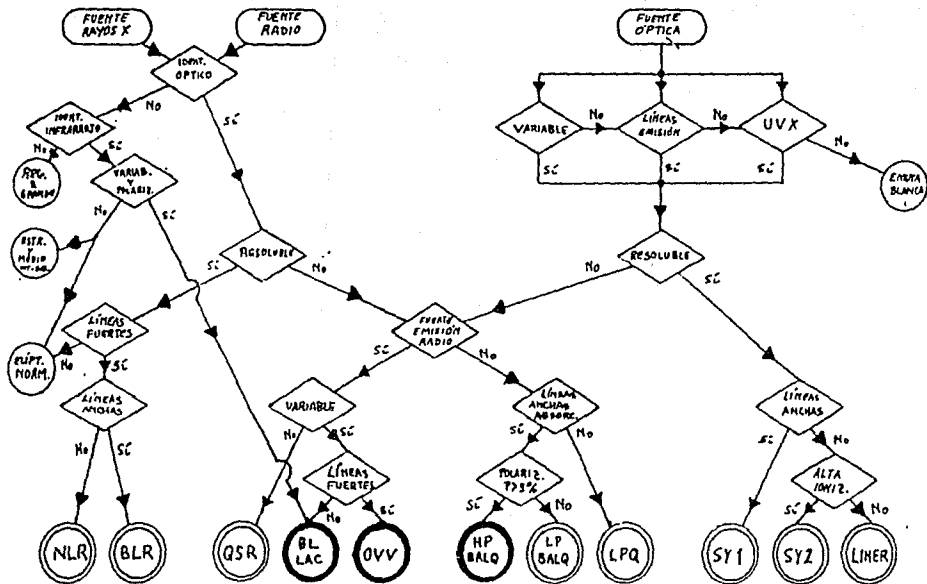 FUENTE
RAYOS X
FUENTE
RADIO
FUENTE
ÓPTICA
IDENT.
OPTICO
No
SÍ
IDENT.
INFRARROJO
No
SÍ
VARIAB.
Y
POLARIZ.
No
SÍ
ESTR.
Y
MEDIO
RESOLUBLE
SÍ
No
LÍNEAS
FUERTES
No
SÍ
ELÍPT.
NORM.
LÍNEAS
ANCHAS
No
SÍ
VARIABLE
No
LÍNEAS
EMISIÓN
No
UVX
No
SÍ
SÍ
SÍ
ENANA
BLANCA
RESOLUBLE
No
SÍ
FUENTE
EMISIÓN
RADIO
SÍ
No
VARIABLE
No
SÍ
LÍNEAS
FUERTES
No
SÍ
LÍNEAS
ANCHAS
ABSORC.
SÍ
No
POLARIZ.
P>3%
SÍ
No
LÍNEAS
ANCHAS
SÍ
No
ALTA
IONIZ.
SÍ
No
NLR
BLR
QSR
BL
LAC
OVV
HP
BALQ
LP
BALQ
LPQ
SY1
SY2
LINER